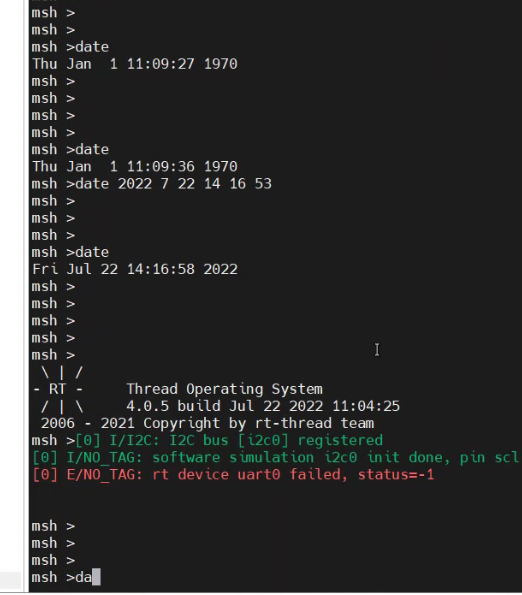 msh >
msh >
msh >date
Thu Jan  1 11:09:27 1970
msh >
msh >
msh >
msh >
msh >date
Thu Jan  1 11:09:36 1970
msh >date 2022 7 22 14 16 53
msh >
msh >
msh >
msh >date
Fri Jul 22 14:16:58 2022
msh >
msh >
msh >
msh >
msh >
 \ | /
- RT -     Thread Operating System
 / | \     4.0.5 build Jul 22 2022 11:04:25
 2006 - 2021 Copyright by rt-thread team
msh >[0] I/I2C: I2C bus [i2c0] registered
[0] I/NO_TAG: software simulation i2c0 init done, pin scl
[0] E/NO_TAG: rt device uart0 failed, status=-1
msh >
msh >
msh >
msh >da